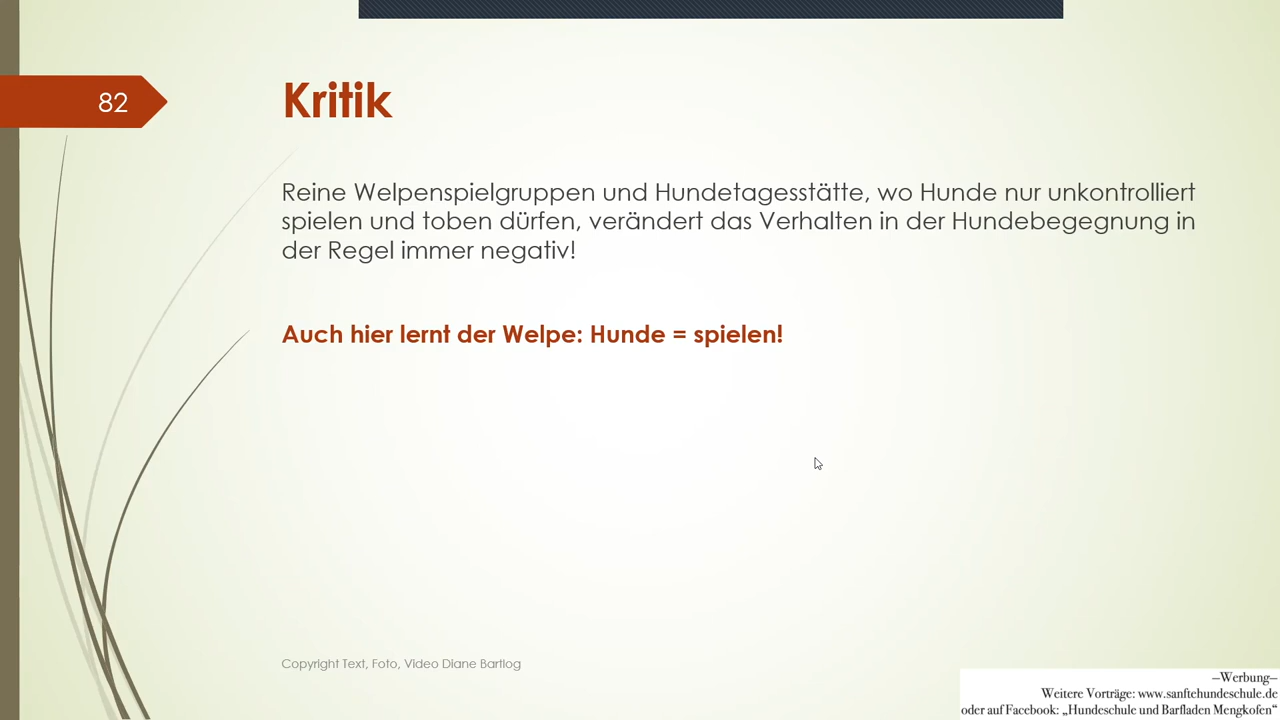 82
Kritik
Reine Welpenspielgruppen und Hundetagesstätte, wo Hunde nur unkontrolliert
spielen und toben dürfen, verändert das Verhalten in der Hundebegegnung in
der Regel immer negativ!
Auch hier lernt der Welpe: Hunde = spielen!
Copyright Text, Foto, Video Diane Bartlog
—Werbung—
Weitere Vorträge: www.sanftehundeschule.de
oder auf Facebook: „Hundeschule und Barfladen Mengkofen“